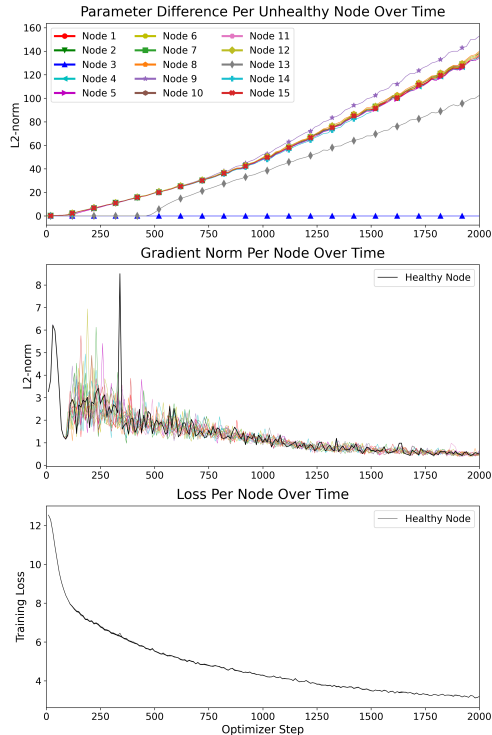 Parameter Difference Per Unhealthy Node Over Time
L2-norm
160
140
120
100
80
60
40
20
0
Node 1 Node 6 Node 11
Node 2 Node 7 Node 12
Node 3 Node 8 Node 13
Node 4 Node 9 Node 14
Node 5 Node 10 Node 15
0 250 500 750 1000 1250 1500 1750 2000
Gradient Norm Per Node Over Time
L2-norm
8
7
6
5
4
3
2
1
0
Healthy Node
0 250 500 750 1000 1250 1500 1750 2000
Loss Per Node Over Time
Training Loss
12
10
8
6
4
Healthy Node
0 250 500 750 1000 1250 1500 1750 2000
Optimizer Step